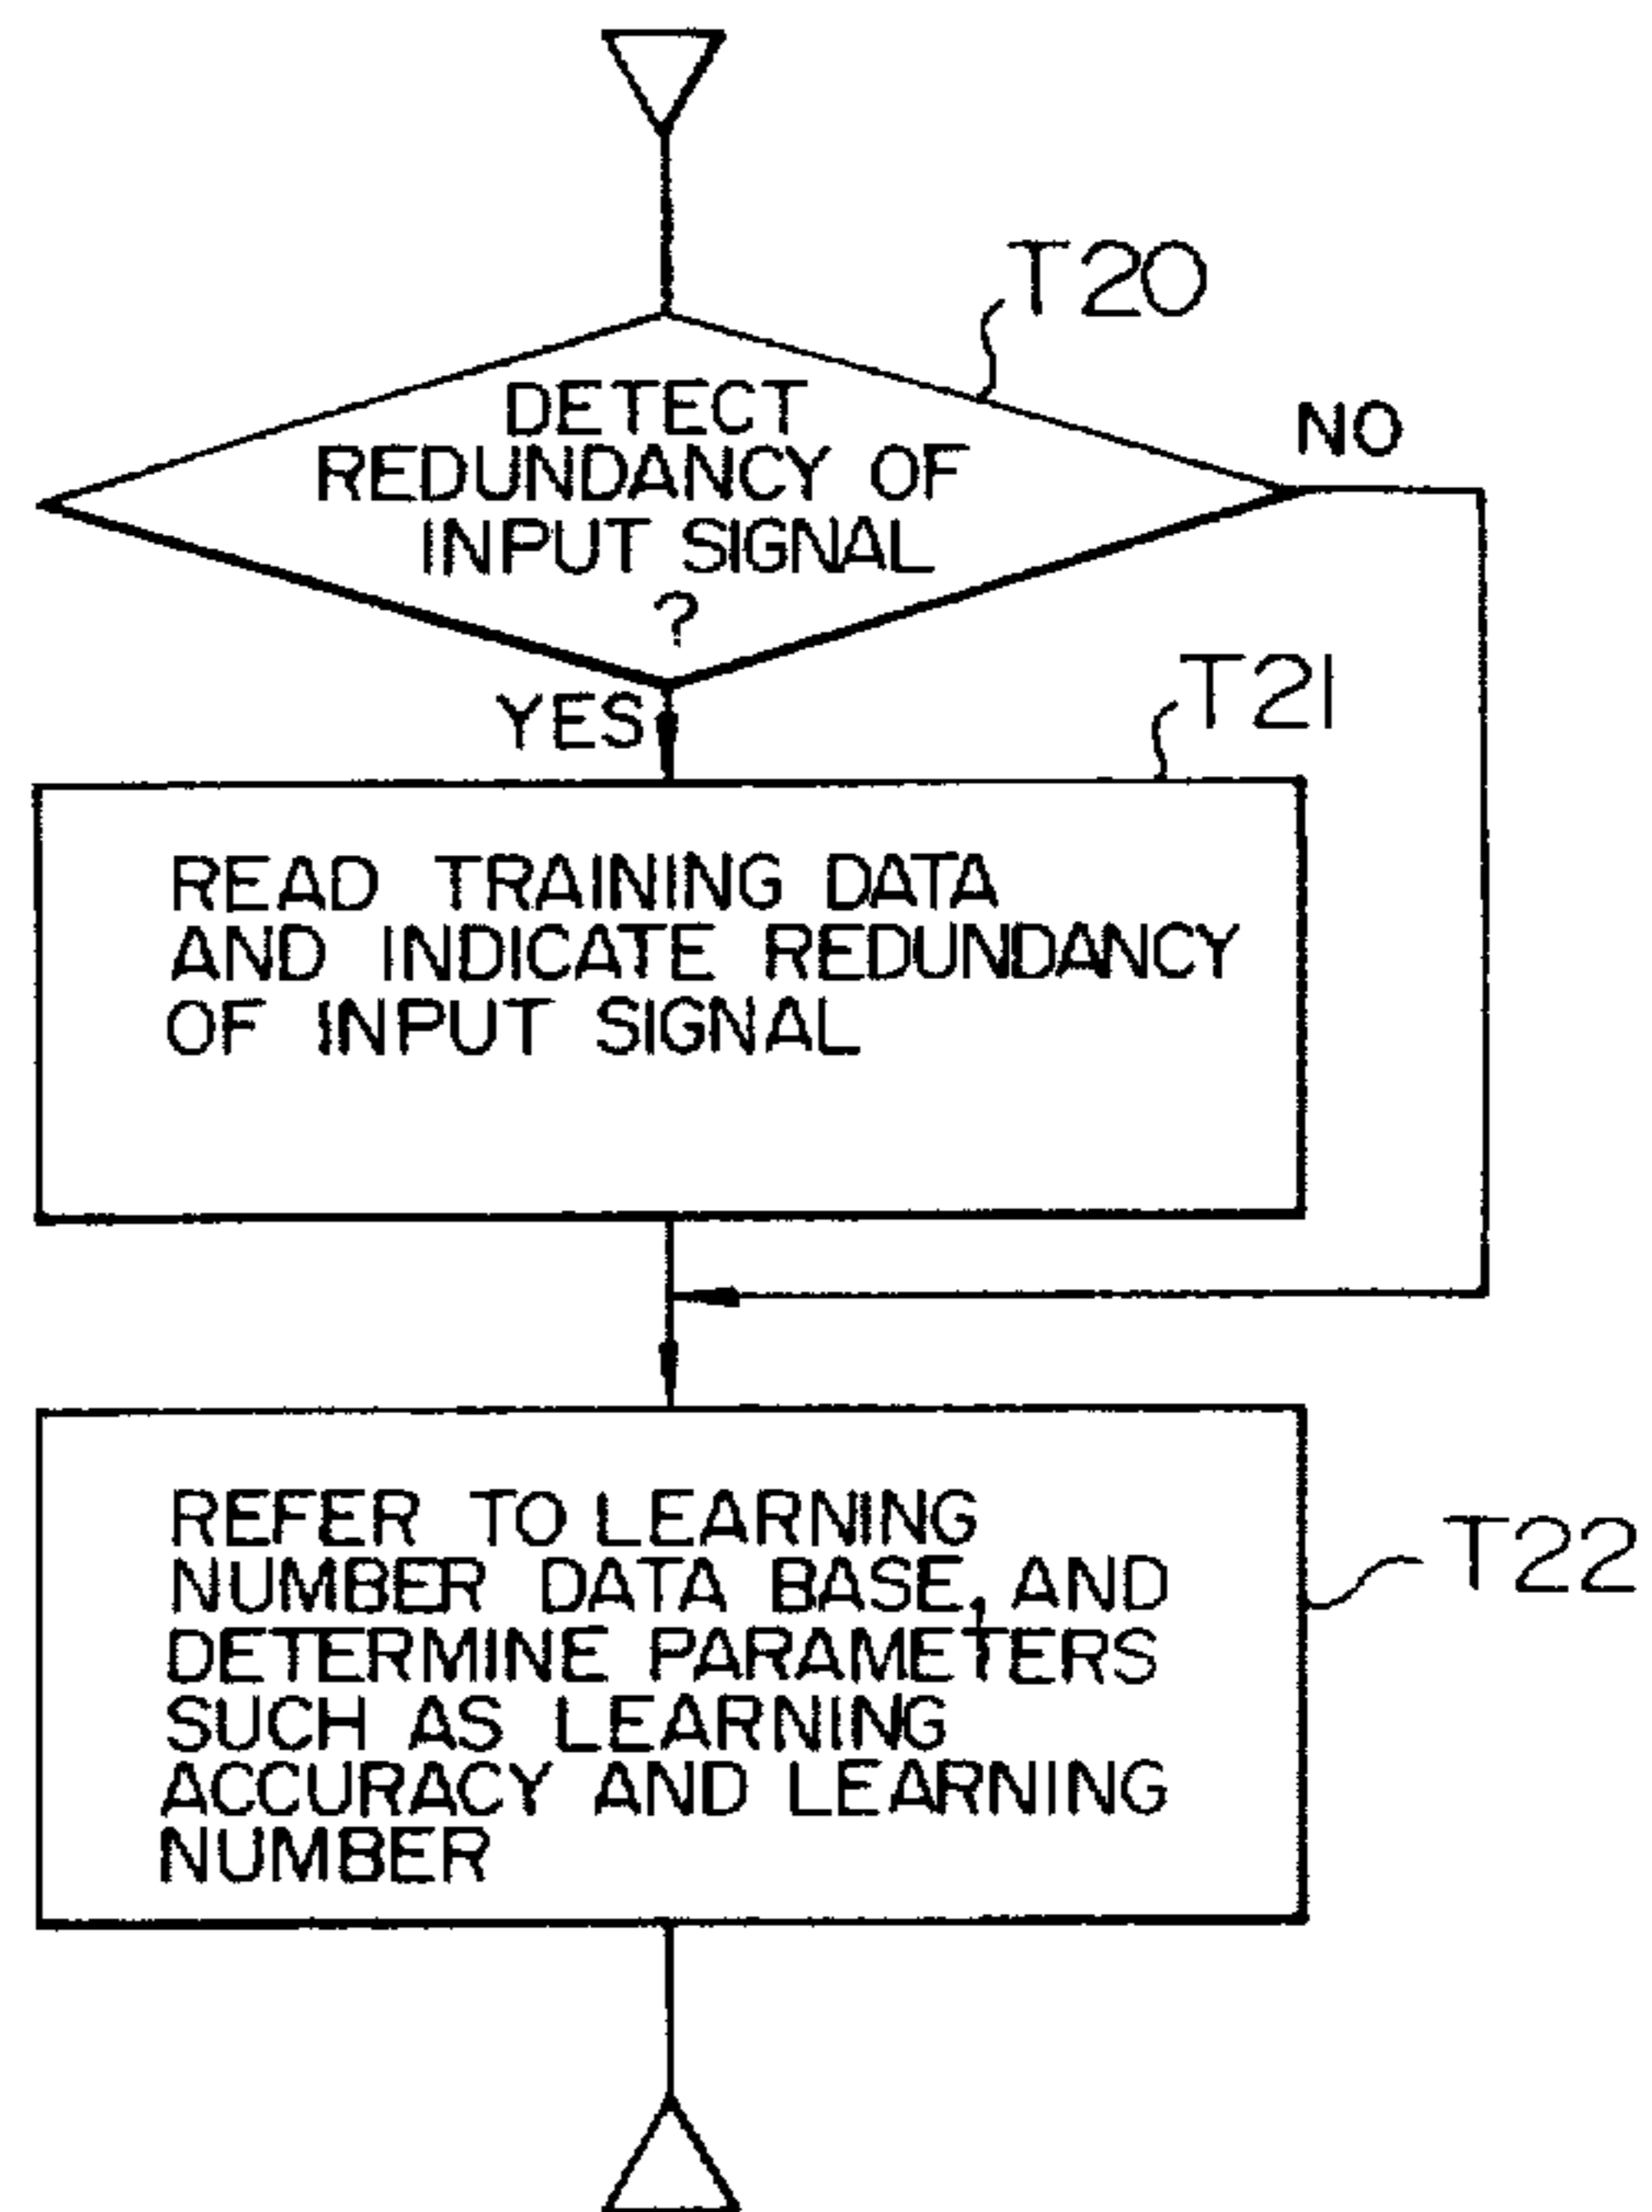 T20
DETECT
REDUNDANCY OF
INPUT SIGNAL
?
NO
YES
T21
READ TRAINING DATA
AND INDICATE REDUNDANCY
OF INPUT SIGNAL
REFER TO LEARNING
NUMBER DATA BASE, AND
DETERMINE PARAMETERS
SUCH AS LEARNING
ACCURACY AND LEARNING
NUMBER
T22